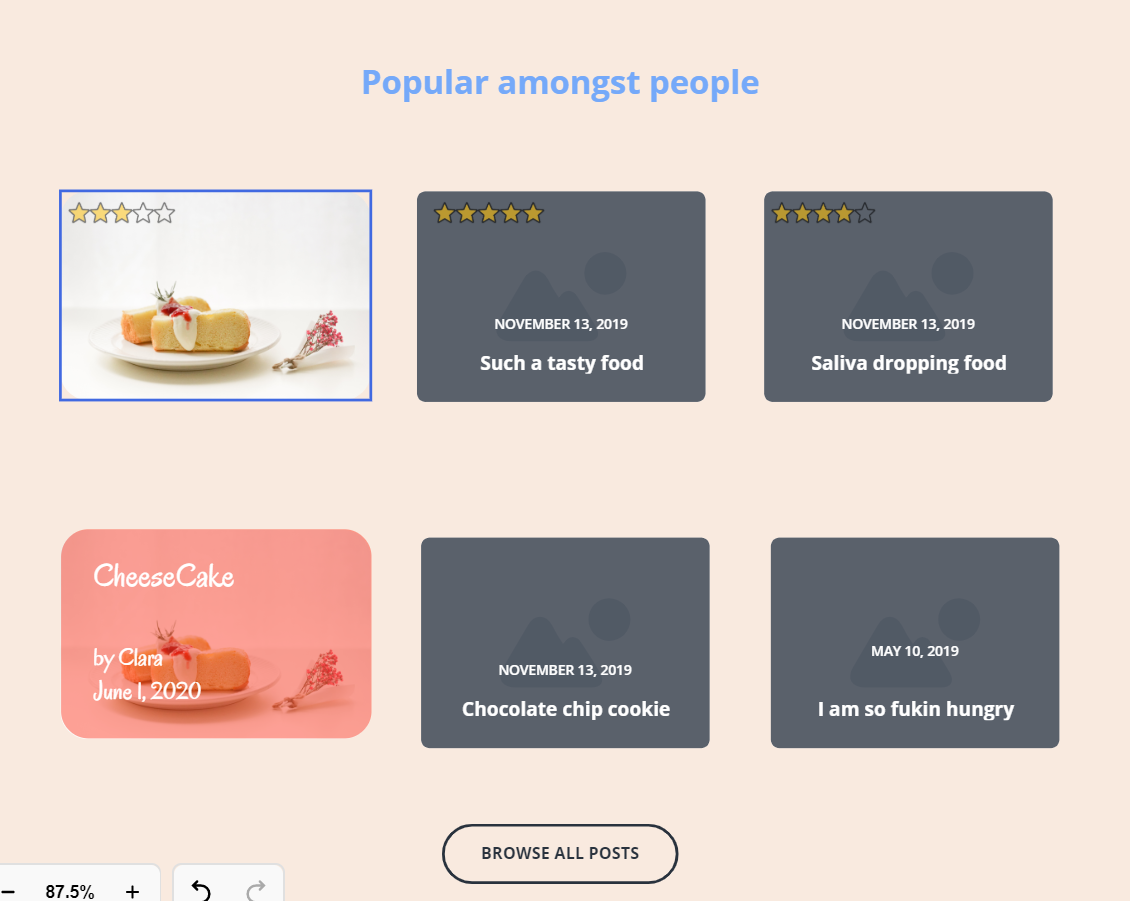 Popular amongst people
NOVEMBER 13, 2019
Such a tasty food
NOVEMBER 13, 2019
Saliva dropping food
CheeseCake
by Clara
June 1, 2020
NOVEMBER 13, 2019
Chocolate chip cookie
MAY 10, 2019
I am so fukin hungry
BROWSE ALL POSTS
− 87.5% +